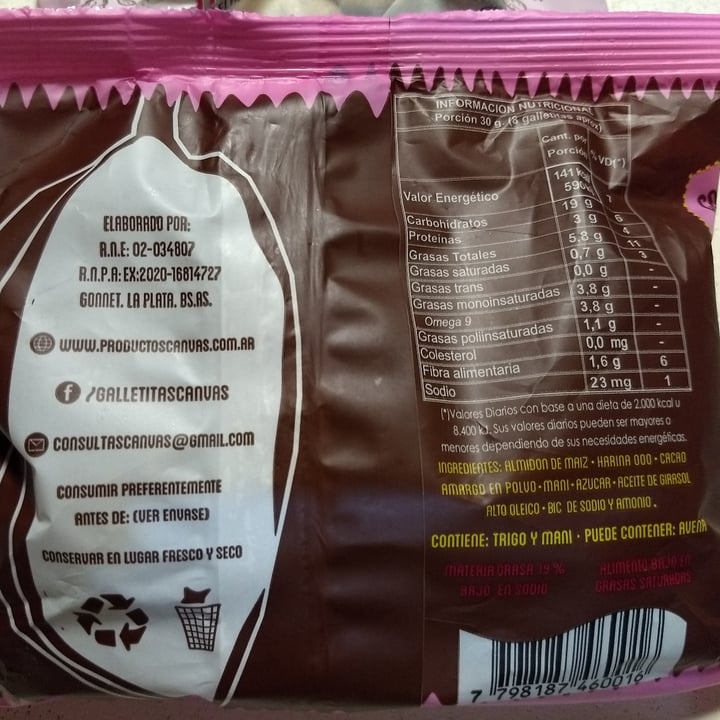 ELABORADO POR:
R.N.E: 02-034807
R.N.P.A: EX:2020-16814727
GONNET. LA PLATA. BS.AS.
WWW.PRODUCTOSCANVAS.COM.AR
/GALLETITASCANVAS
CONSULTASCANVAS@GMAIL.COM
CONSUMIR PREFERENTEMENTE
ANTES DE: (VER ENVASE)
CONSERVAR EN LUGAR FRESCO Y SECO
INFORMACION NUTRICIONAL
Porción 30 g. (8 galletitas aprox)
Cant. por
Porción %VD(*)
Valor Energético 141 590 7
Carbohidratos 19 g 6
Proteinas 3 g 4
Grasas Totales 5,8 g 11
Grasas saturadas 0,7 g 3
Grasas trans 0,0 g -
Grasas monoinsaturadas 3,8 g -
Omega 9 3,8 g -
Grasas poliinsaturadas 1,1 g -
Colesterol 0,0 mg -
Fibra alimentaria 1,6 g 6
Sodio 23 mg 1
(*)Valores Diarios con base a una dieta de 2.000 kcal u
8.400 kJ. Sus valores diarios pueden ser mayores o
menores dependiendo de sus necesidades energéticas.
INGREDIENTES: ALMIDON DE MAIZ · HARINA 000 · CACAO
AMARGO EN POLVO · MANI · AZUCAR · ACEITE DE GIRASOL
ALTO OLEICO · BIC DE SODIO Y AMONIO.
CONTIENE: TRIGO Y MANI · PUEDE CONTENER: AVENA
MATERIA GRASA 19 %
BAJO EN SODIO
ALIMENTO BAJO EN
GRASAS SATURADAS
7 798187 460016